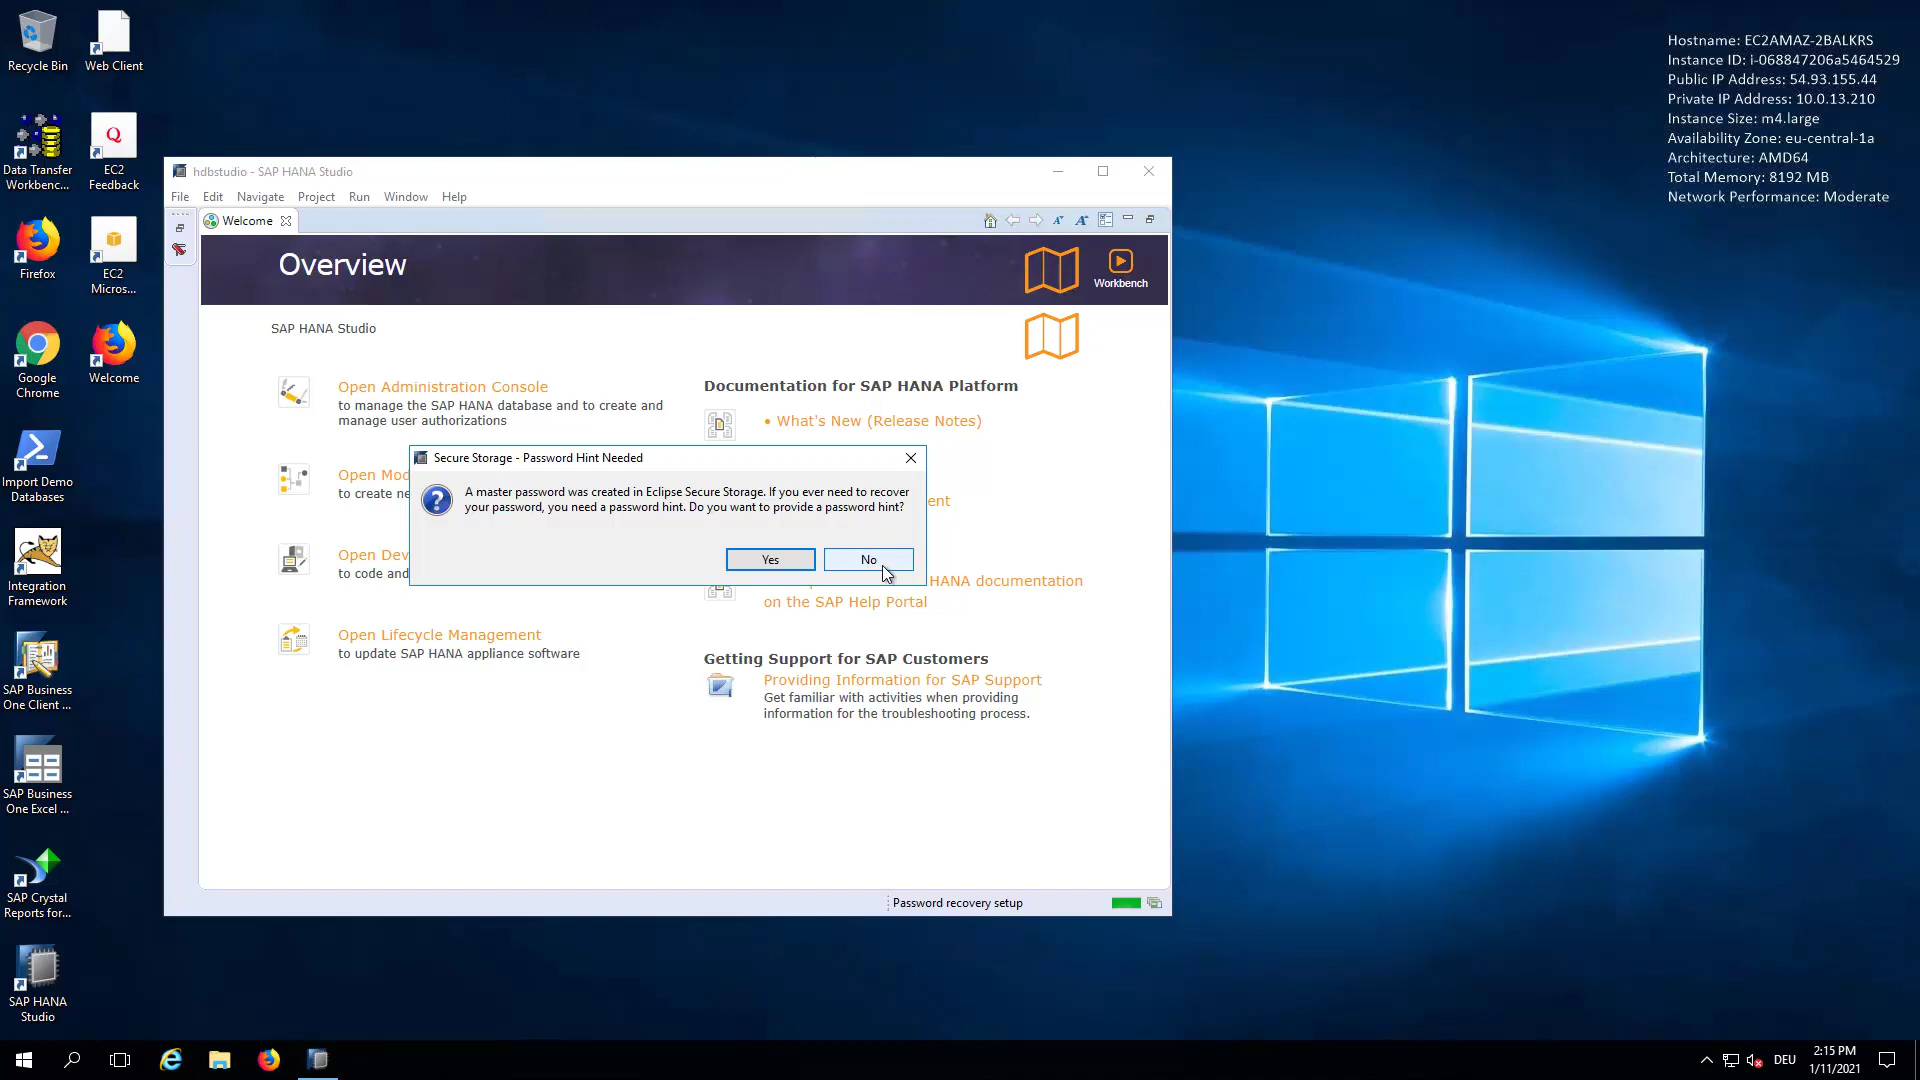 Recycle Bin
Web Client
Data Transfer
Workbenc...
EC2
Feedback
Firefox
EC2
Micros...
Google
Chrome
Welcome
Import Demo
Databases
Integration
Framework
SAP Business
One Client ...
SAP Business
One Excel ...
SAP Crystal
Reports for...
SAP HANA
Studio
Hostname: EC2AMAZ-2BALKRS
Instance ID: i-068847206a5464529
Public IP Address: 54.93.155.44
Private IP Address: 10.0.13.210
Instance Size: m4.large
Availability Zone: eu-central-1a
Architecture: AMD64
Total Memory: 8192 MB
Network Performance: Moderate
hdbstudio - SAP HANA Studio
File Edit Navigate Project Run Window Help
Welcome
Overview
Workbench
SAP HANA Studio
Open Administration Console
to manage the SAP HANA database and to create and
manage user authorizations
Open Mo
to create ne
Open Dev
to code and
Open Lifecycle Management
to update SAP HANA appliance software
Documentation for SAP HANA Platform
• What's New (Release Notes)
ent
HANA documentation
on the SAP Help Portal
Getting Support for SAP Customers
Providing Information for SAP Support
Get familiar with activities when providing
information for the troubleshooting process.
Secure Storage - Password Hint Needed
A master password was created in Eclipse Secure Storage. If you ever need to recover
your password, you need a password hint. Do you want to provide a password hint?
Yes
No
Password recovery setup
DEU
2:15 PM
1/11/2021